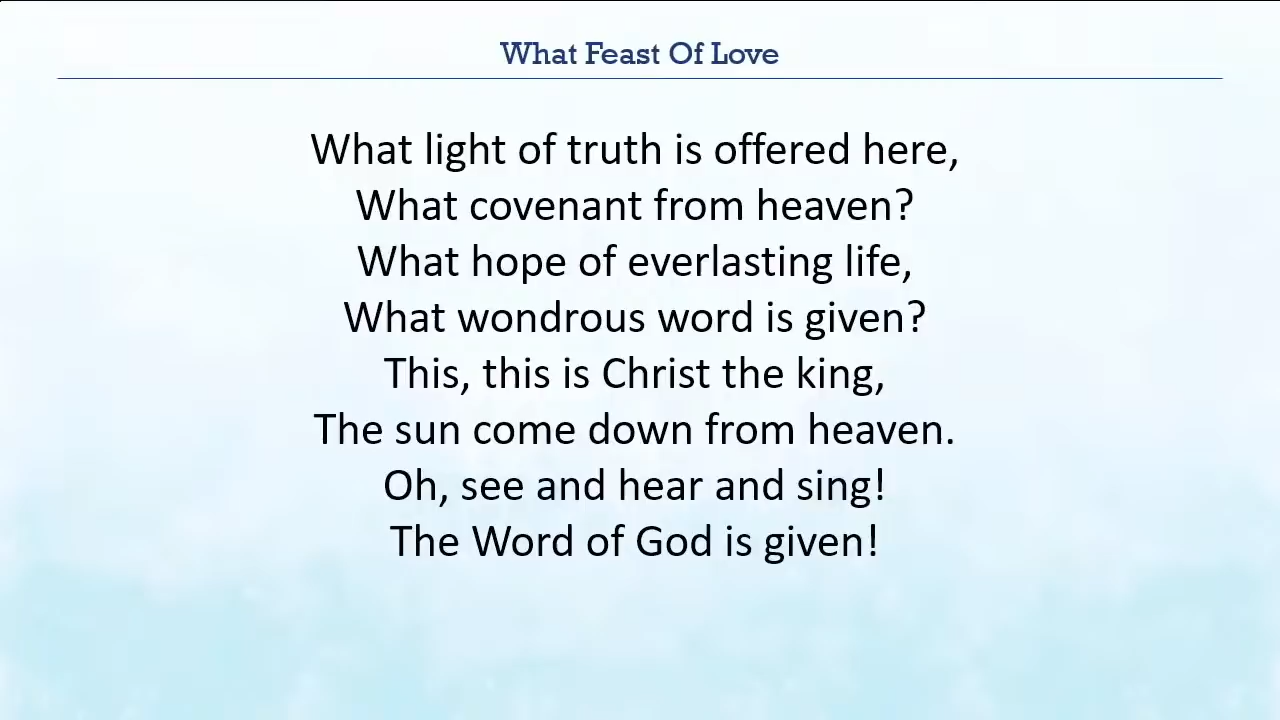 What Feast Of Love
What light of truth is offered here,
What covenant from heaven?
What hope of everlasting life,
What wondrous word is given?
This, this is Christ the king,
The sun come down from heaven.
Oh, see and hear and sing!
The Word of God is given!